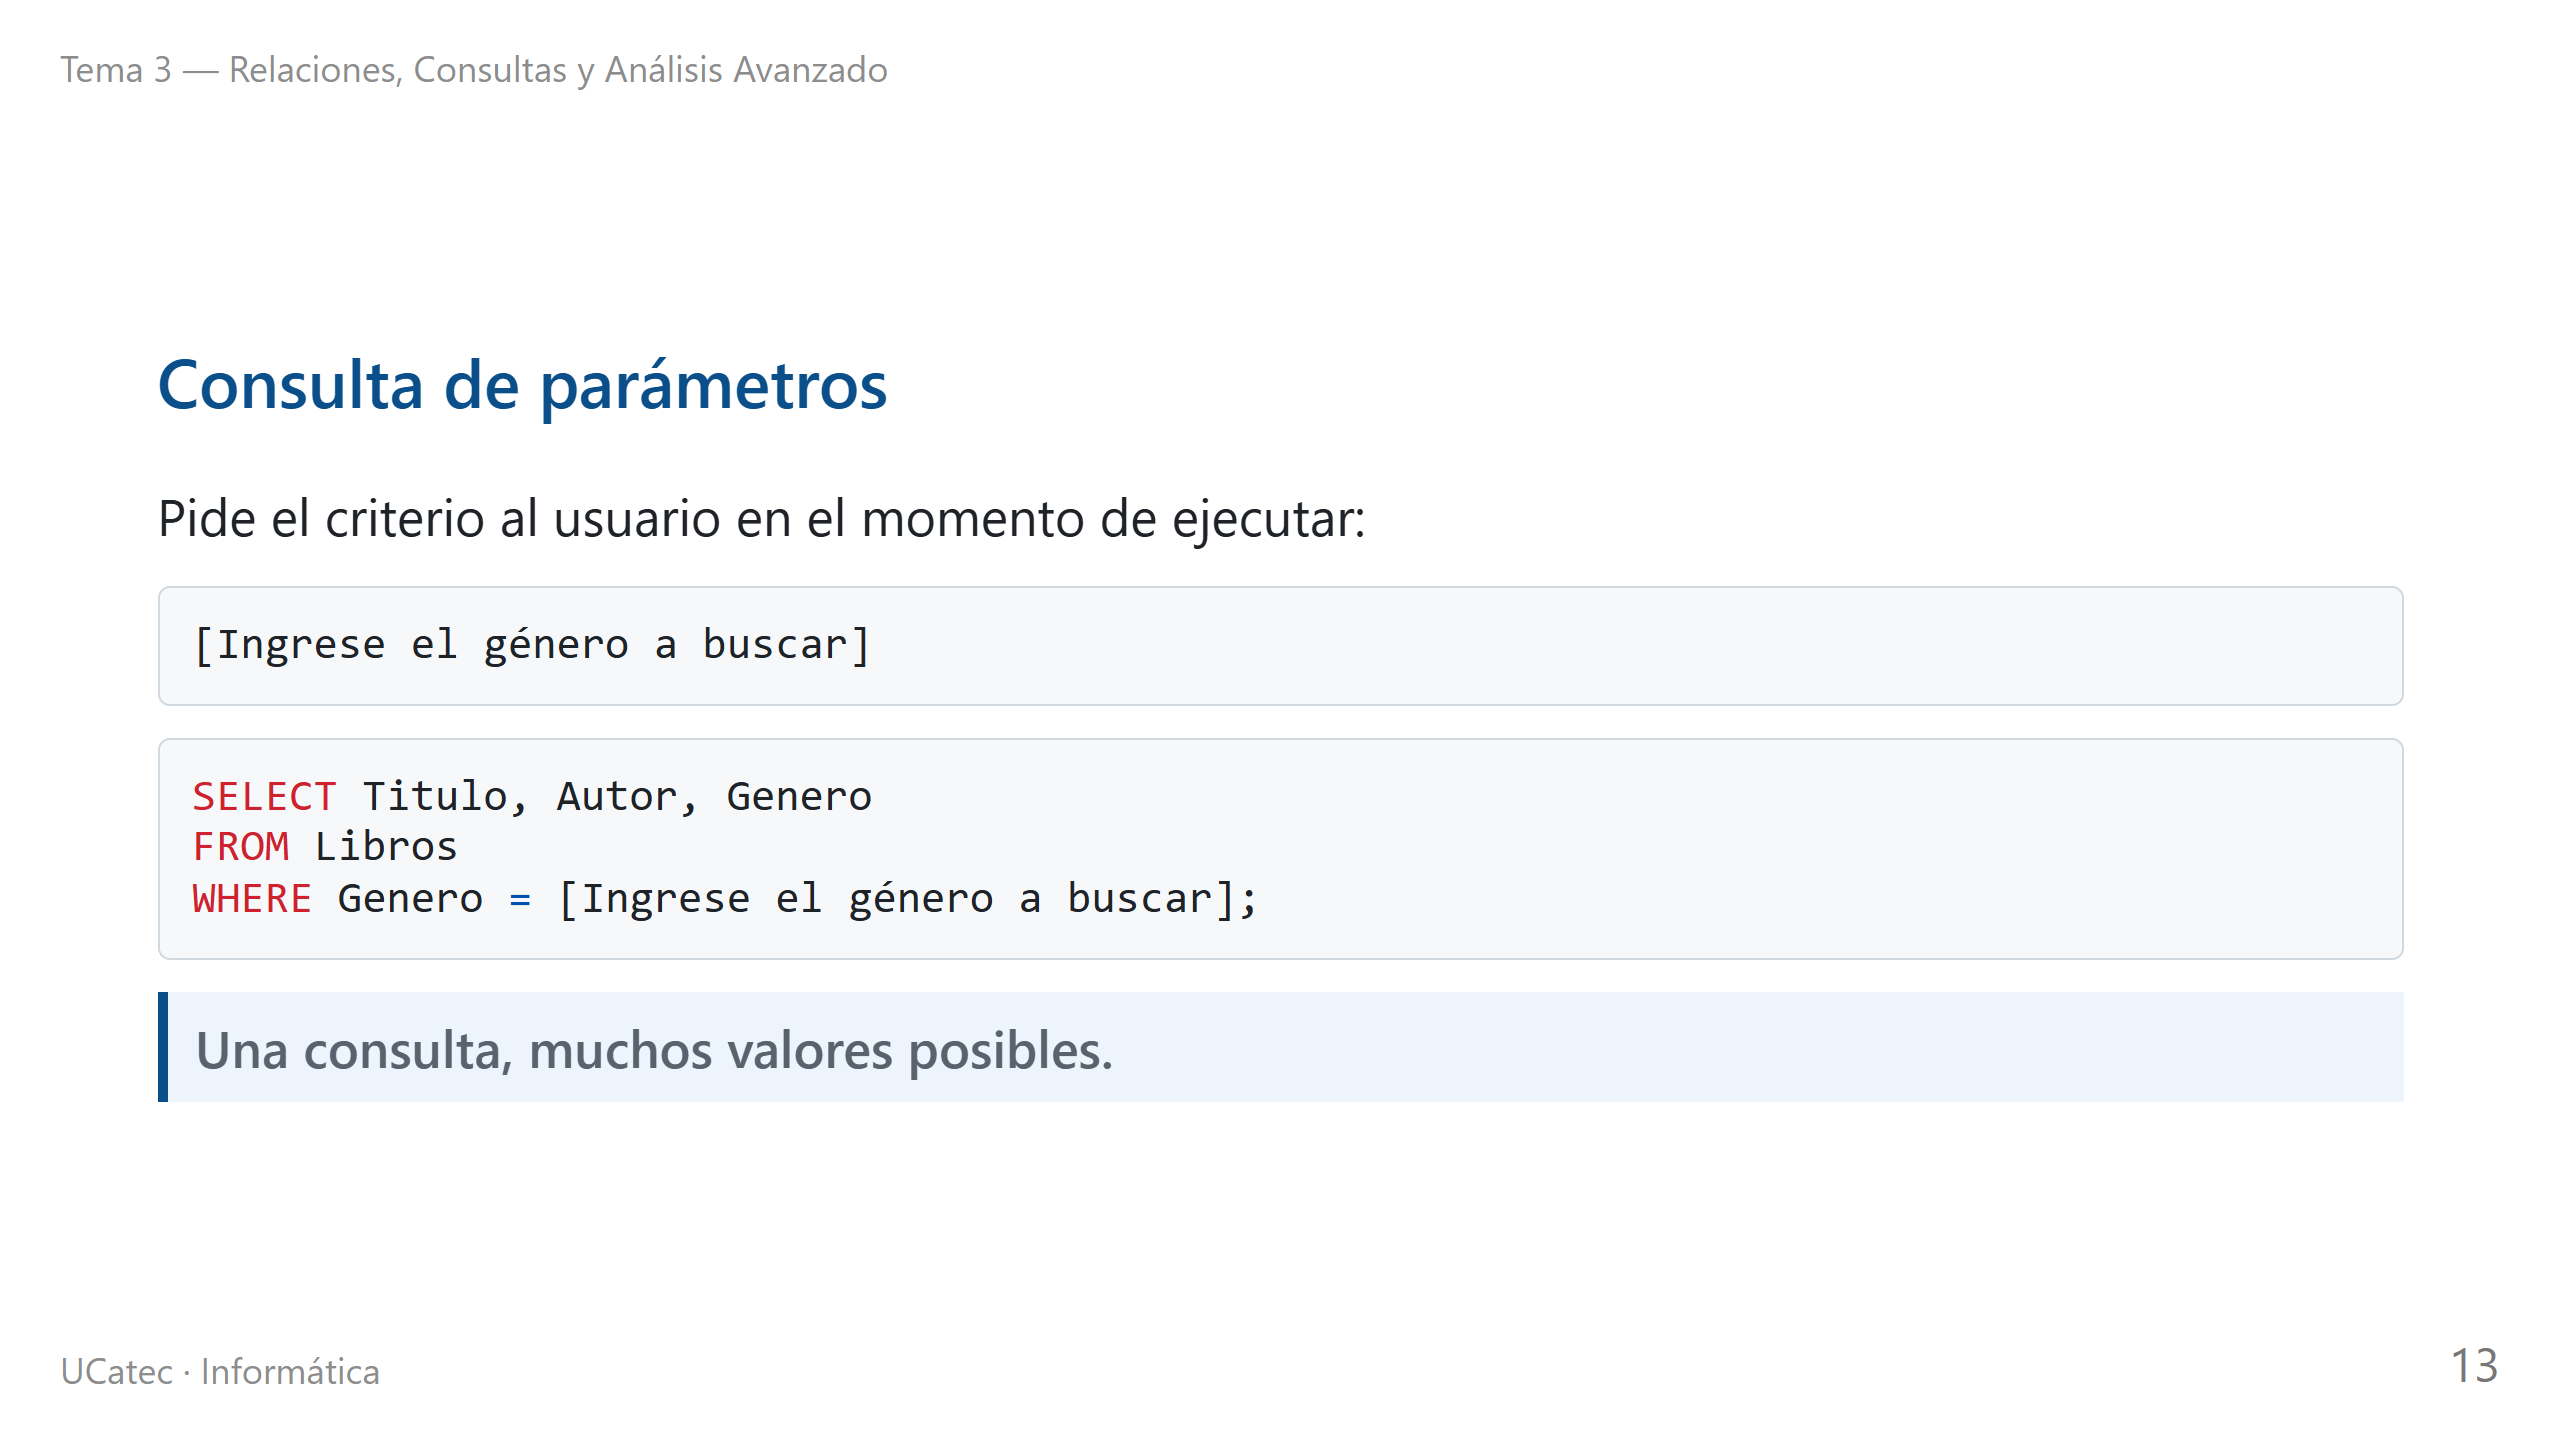 Tema 3 — Relaciones, Consultas y Análisis Avanzado
Consulta de parámetros
Pide el criterio al usuario en el momento de ejecutar:
[Ingrese el género a buscar]
SELECT Titulo, Autor, Genero
FROM Libros
WHERE Genero = [Ingrese el género a buscar];
Una consulta, muchos valores posibles.
UCatec · Informática
13